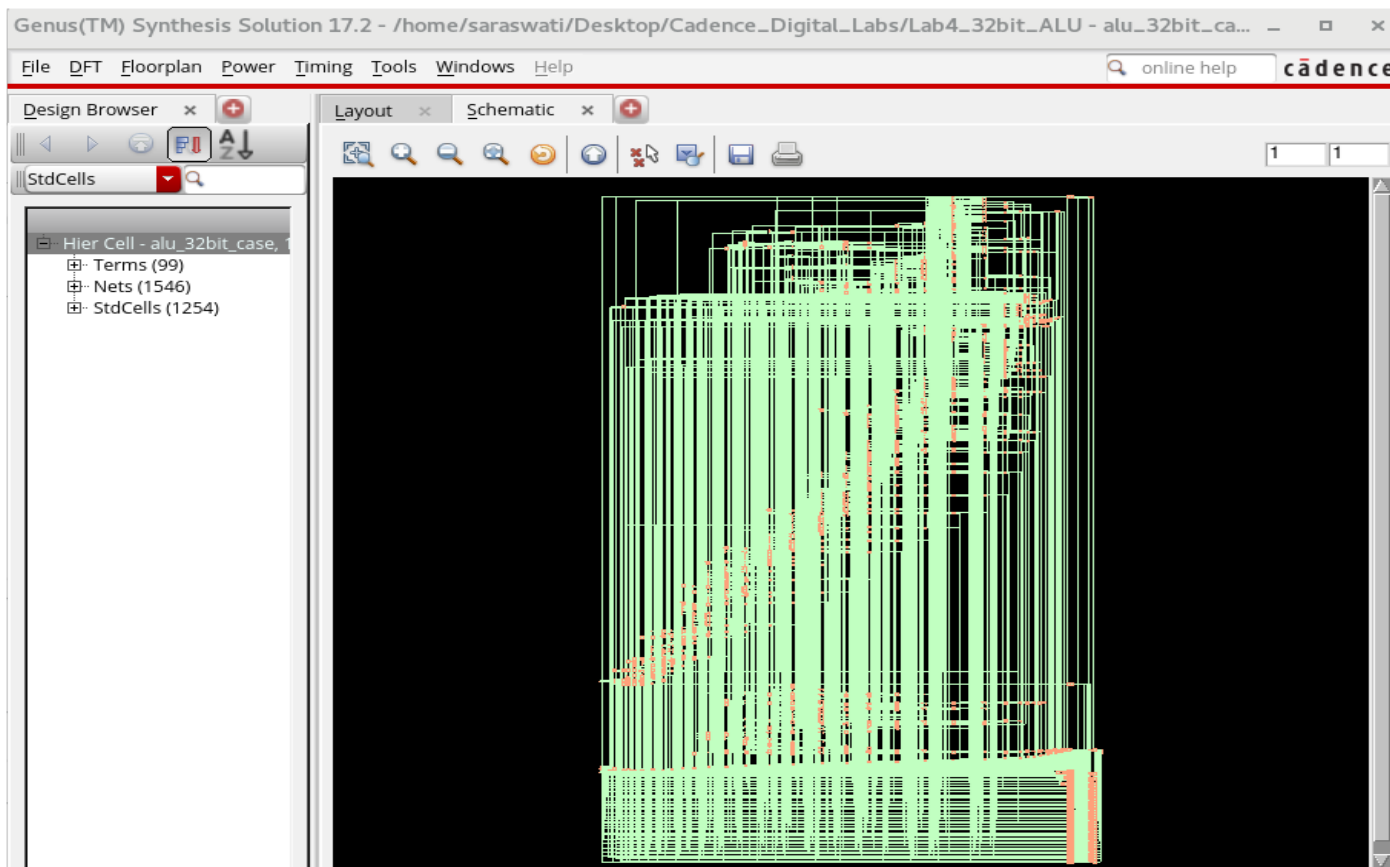 Genus(TM) Synthesis Solution 17.2 - /home/saraswati/Desktop/Cadence_Digital_Labs/Lab4_32bit_ALU - alu_32bit_ca...
File DFT Floorplan Power Timing Tools Windows Help
online help
cādence
Design Browser
Layout
Schematic
A
Z
1 1
StdCells
Hier Cell - alu_32bit_case, 1
Terms (99)
Nets (1546)
StdCells (1254)